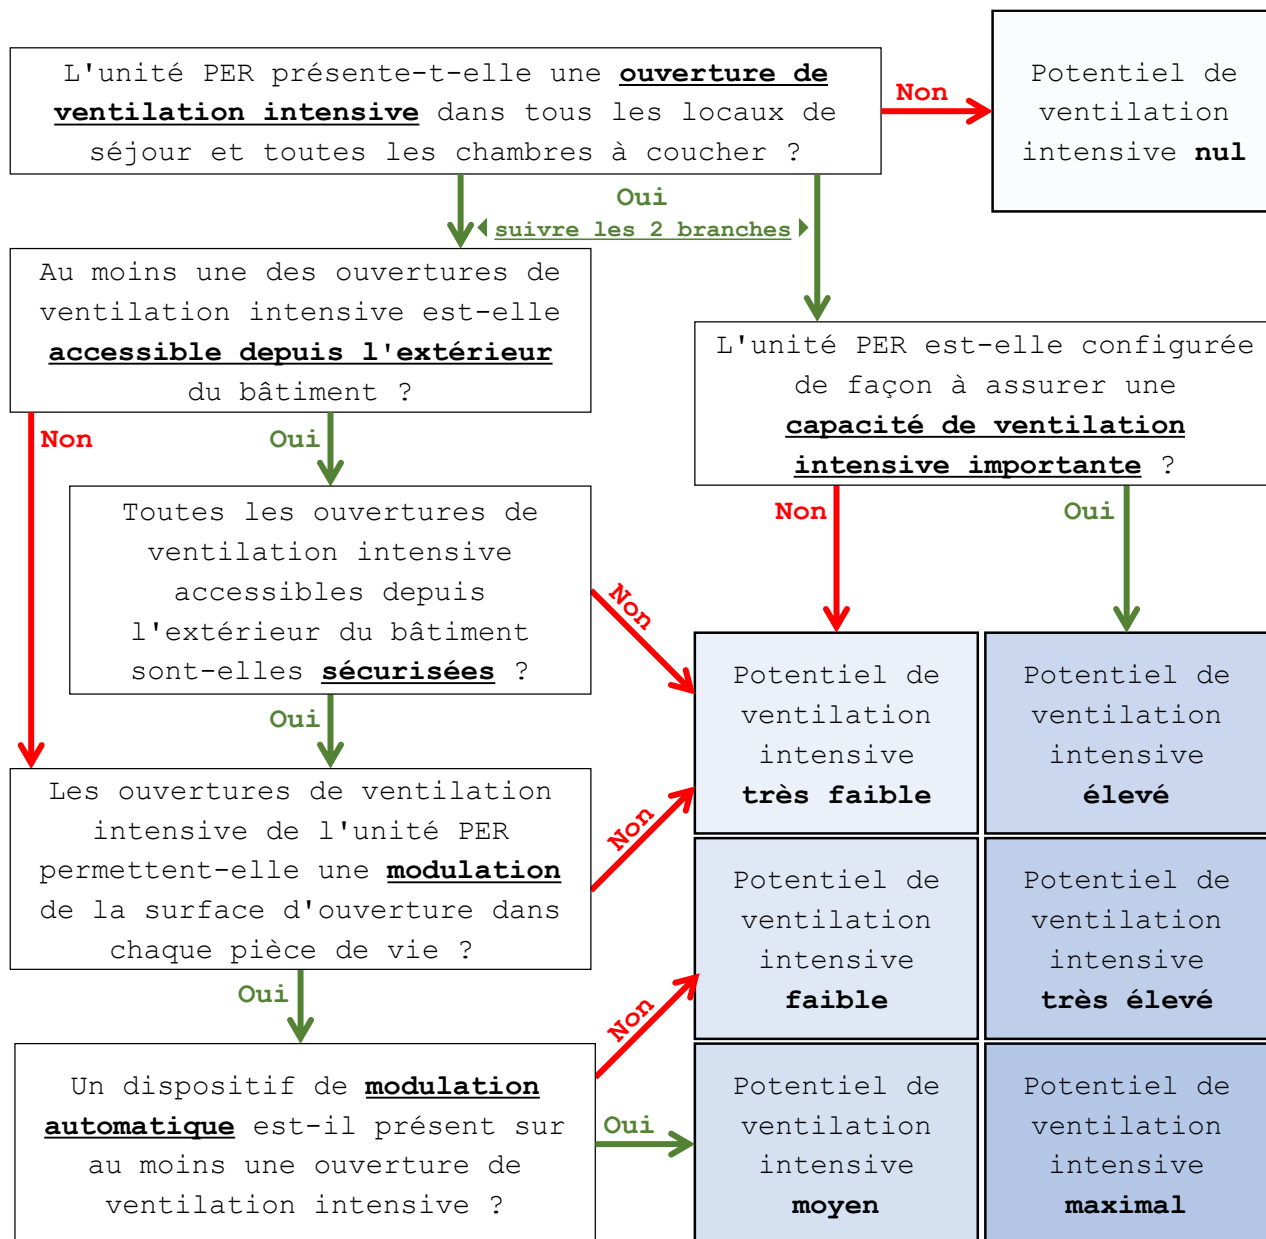 L'unité PER présente-t-elle une ouverture de
ventilation intensive dans tous les locaux de
séjour et toutes les chambres à coucher ?
Non
Potentiel de
ventilation
intensive nul
Oui
suivre les 2 branches
Au moins une des ouvertures de
ventilation intensive est-elle
accessible depuis l'extérieur
du bâtiment ?
L'unité PER est-elle configurée
de façon à assurer une
capacité de ventilation
intensive importante ?
Non
Oui
Non
Oui
Toutes les ouvertures de
ventilation intensive
accessibles depuis
l'extérieur du bâtiment
sont-elles sécurisées ?
Non
Oui
Potentiel de
ventilation
intensive
très faible
Potentiel de
ventilation
intensive
élevé
Les ouvertures de ventilation
intensive de l'unité PER
permettent-elle une modulation
de la surface d'ouverture dans
chaque pièce de vie ?
Non
Oui
Potentiel de
ventilation
intensive
faible
Potentiel de
ventilation
intensive
très élevé
Un dispositif de modulation
automatique est-il présent sur
au moins une ouverture de
ventilation intensive ?
Non
Oui
Potentiel de
ventilation
intensive
moyen
Potentiel de
ventilation
intensive
maximal